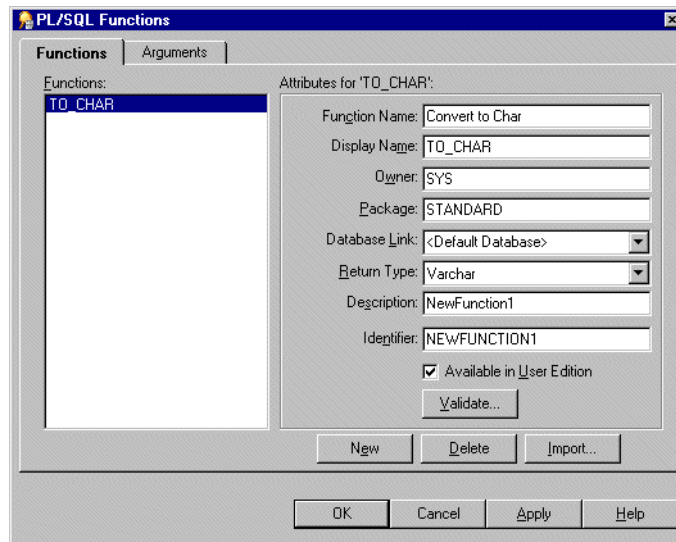 PL/SQL Functions
Functions
Arguments
Functions:
TO_CHAR
Attributes for 'TO_CHAR':
Function Name: Convert to Char
Display Name: TO_CHAR
Owner: SYS
Package: STANDARD
Database Link: <Default Database>
Return Type: Varchar
Description: NewFunction1
Identifier: NEWFUNCTION1
Available in User Edition
Validate...
New Delete Import...
OK Cancel Apply Help